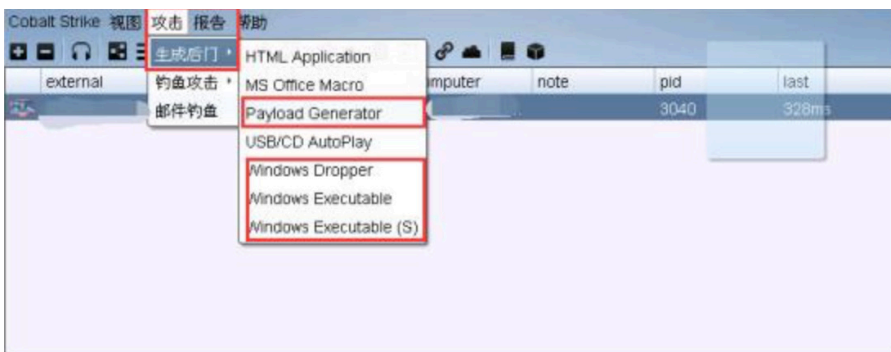 Cobalt Strike 视图 攻击 报告 帮助
生成后门
钓鱼攻击
邮件钓鱼
HTML Application
MS Office Macro
Payload Generator
USB/CD AutoPlay
Windows Dropper
Windows Executable
Windows Executable (S)
external note pid last
3040 328ms